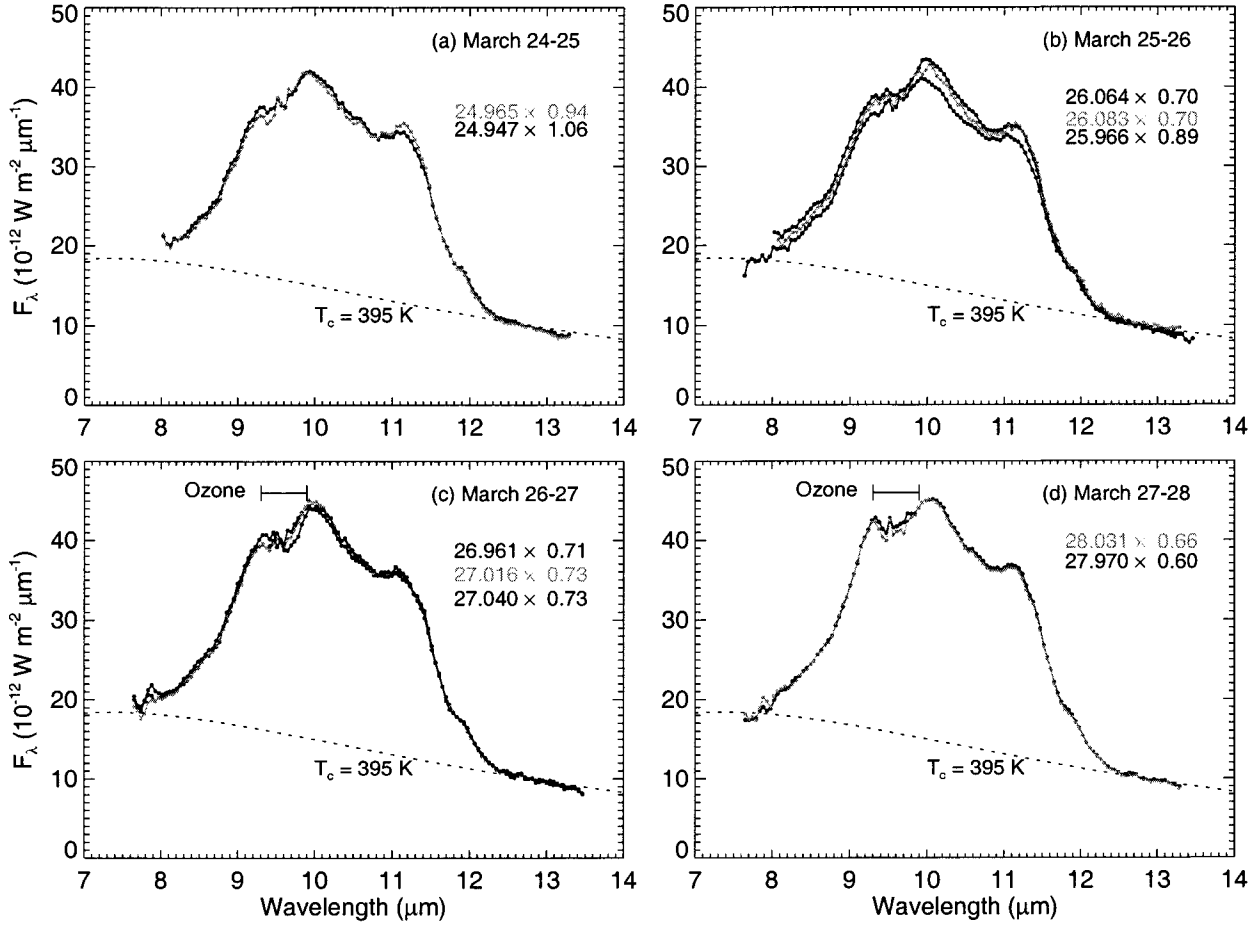 50
40
30
20
10
0
F_λ (10⁻¹² W m⁻² μm⁻¹)
(a) March 24-25
24.965 × 0.94
24.947 × 1.06
T_c = 395 K
7 8 9 10 11 12 13 14
50
40
30
20
10
0
(b) March 25-26
26.064 × 0.70
26.083 × 0.70
25.966 × 0.89
T_c = 395 K
7 8 9 10 11 12 13 14
50
40
30
20
10
0
F_λ (10⁻¹² W m⁻² μm⁻¹)
Ozone
(c) March 26-27
26.961 × 0.71
27.016 × 0.73
27.040 × 0.73
T_c = 395 K
7 8 9 10 11 12 13 14
Wavelength (μm)
50
40
30
20
10
0
Ozone
(d) March 27-28
28.031 × 0.66
27.970 × 0.60
T_c = 395 K
7 8 9 10 11 12 13 14
Wavelength (μm)